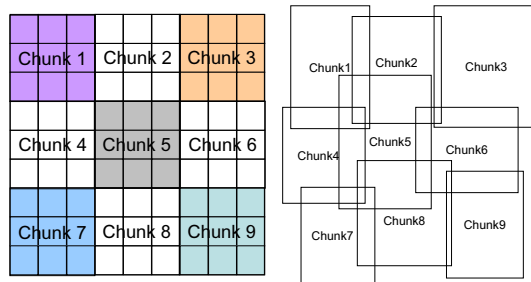 Chunk 1 Chunk 2 Chunk 3
Chunk 4 Chunk 5 Chunk 6
Chunk 7 Chunk 8 Chunk 9
Chunk1 Chunk2 Chunk3
Chunk4 Chunk5 Chunk6
Chunk7 Chunk8 Chunk9